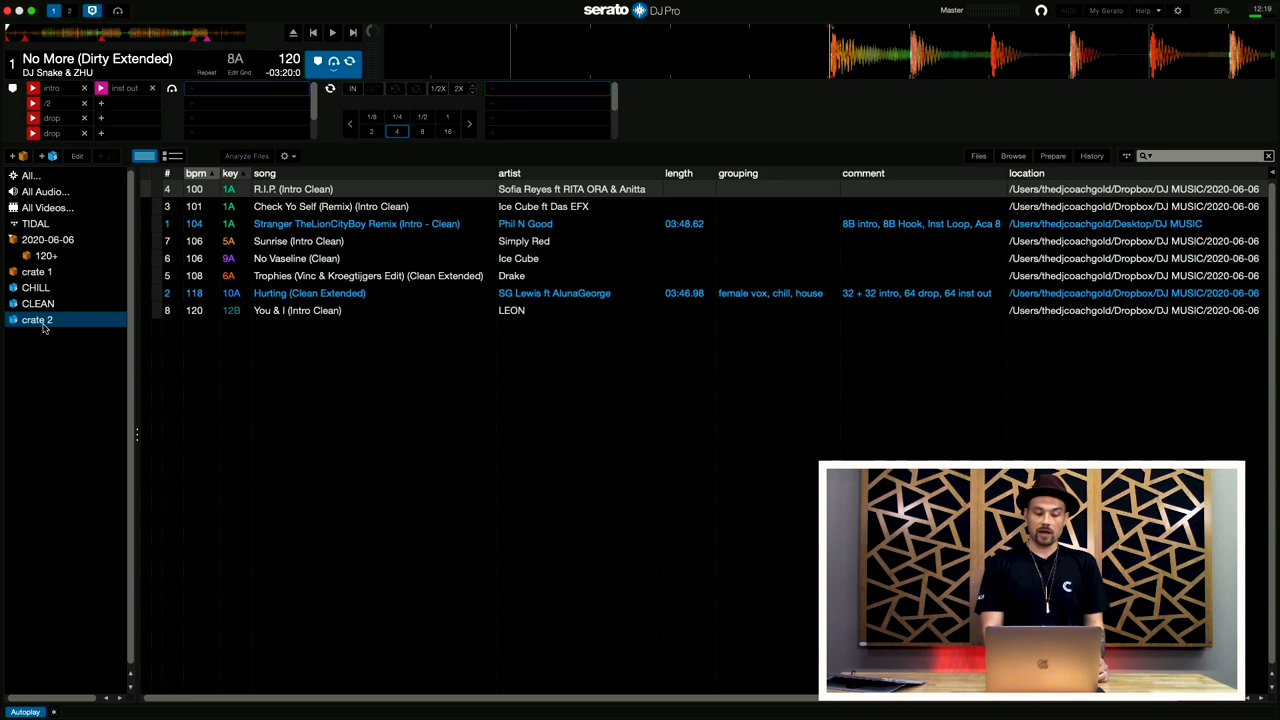 1 2
serato DJ Pro
Master
MIDI My Serato Help 59% 12:19
1 No More (Dirty Extended) 8A 120
DJ Snake & ZHU Repeat Edit Grid -03:20:0
intro inst out
/2
drop
drop
IN 1/2X 2X
1/8 1/4 1/2 1
2 4 8 16
Edit Analyze Files Files Browse Prepare History
All...
All Audio...
All Videos...
TIDAL
2020-06-06
120+
crate 1
CHILL
CLEAN
crate 2
# bpm key song artist length grouping comment location
4 100 1A R.I.P. (Intro Clean) Sofia Reyes ft RITA ORA & Anitta /Users/thedjcoachgold/Dropbox/DJ MUSIC/2020-06-06
3 101 1A Check Yo Self (Remix) (Intro Clean) Ice Cube ft Das EFX /Users/thedjcoachgold/Dropbox/DJ MUSIC/2020-06-06
1 104 1A Stranger TheLionCityBoy Remix (Intro - Clean) Phil N Good 03:48.62 8B intro, 8B Hook, Inst Loop, Aca 8 /Users/thedjcoachgold/Desktop/DJ MUSIC
7 106 5A Sunrise (Intro Clean) Simply Red /Users/thedjcoachgold/Dropbox/DJ MUSIC/2020-06-06
6 106 9A No Vaseline (Clean) Ice Cube /Users/thedjcoachgold/Dropbox/DJ MUSIC/2020-06-06
5 108 6A Trophies (Vinc & Kroegtijgers Edit) (Clean Extended) Drake /Users/thedjcoachgold/Dropbox/DJ MUSIC/2020-06-06
2 118 10A Hurting (Clean Extended) SG Lewis ft AlunaGeorge 03:46.98 female vox, chill, house 32 + 32 intro, 64 drop, 64 inst out /Users/thedjcoachgold/Dropbox/DJ MUSIC/2020-06-06
8 120 12B You & I (Intro Clean) LEON /Users/thedjcoachgold/Dropbox/DJ MUSIC/2020-06-06
Autoplay